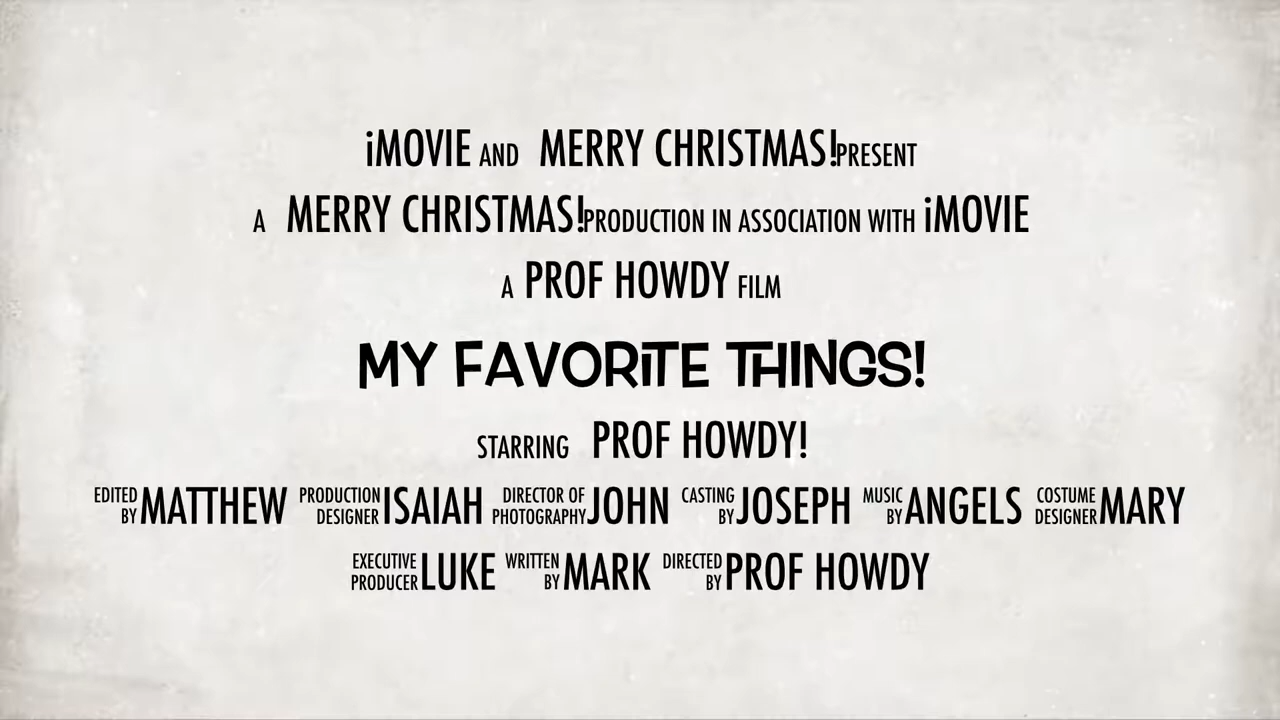 iMOVIE AND MERRY CHRISTMAS! PRESENT
A MERRY CHRISTMAS! PRODUCTION IN ASSOCIATION WITH iMOVIE
A PROF HOWDY FILM
MY FAVORITE THINGS!
STARRING PROF HOWDY!
EDITED BY MATTHEW PRODUCTION DESIGNER ISAIAH DIRECTOR OF PHOTOGRAPHY JOHN CASTING BY JOSEPH MUSIC BY ANGELS COSTUME DESIGNER MARY
EXECUTIVE PRODUCER LUKE WRITTEN BY MARK DIRECTED BY PROF HOWDY